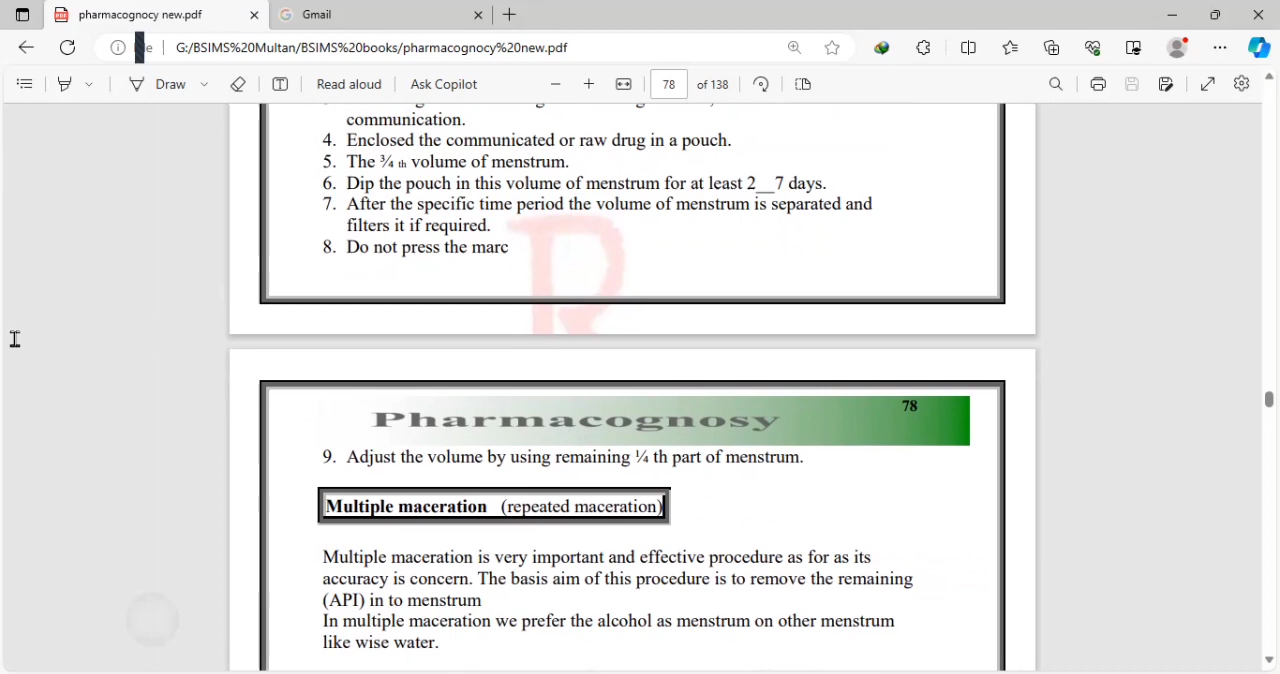 pharmacognocy new.pdf
Gmail
G:/BSIMS%20Multan/BSIMS%20books/pharmacognocy%20new.pdf
Draw
Read aloud
Ask Copilot
78
of 138
communication.
4. Enclosed the communicated or raw drug in a pouch.
5. The ¾ th volume of menstrum.
6. Dip the pouch in this volume of menstrum for at least 2__7 days.
7. After the specific time period the volume of menstrum is separated and
filters it if required.
8. Do not press the marc
R
Pharmacognosy
78
9. Adjust the volume by using remaining ¼ th part of menstrum.
Multiple maceration (repeated maceration)
Multiple maceration is very important and effective procedure as for as its
accuracy is concern. The basis aim of this procedure is to remove the remaining
(API) in to menstrum
In multiple maceration we prefer the alcohol as menstrum on other menstrum
like wise water.